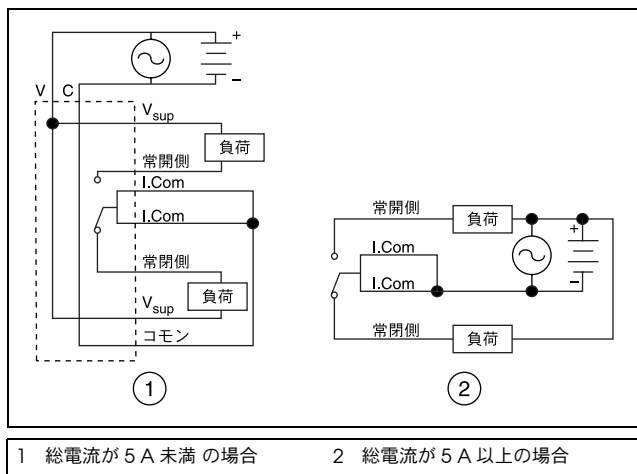 +
−
V C
Vsup
負荷
常開側
I.Com
I.Com
常閉側
負荷
Vsup
コモン
1
常開側
負荷
I.Com
I.Com
+
−
常閉側
負荷
2
1 総電流が 5 A 未満 の場合 2 総電流が 5 A 以上の場合